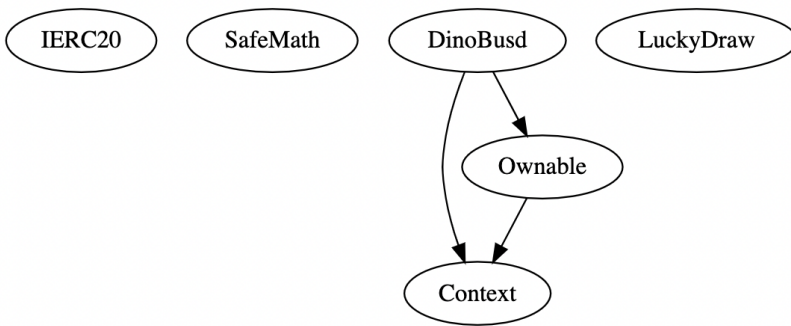 IERC20
SafeMath
DinoBusd
LuckyDraw
Ownable
Context